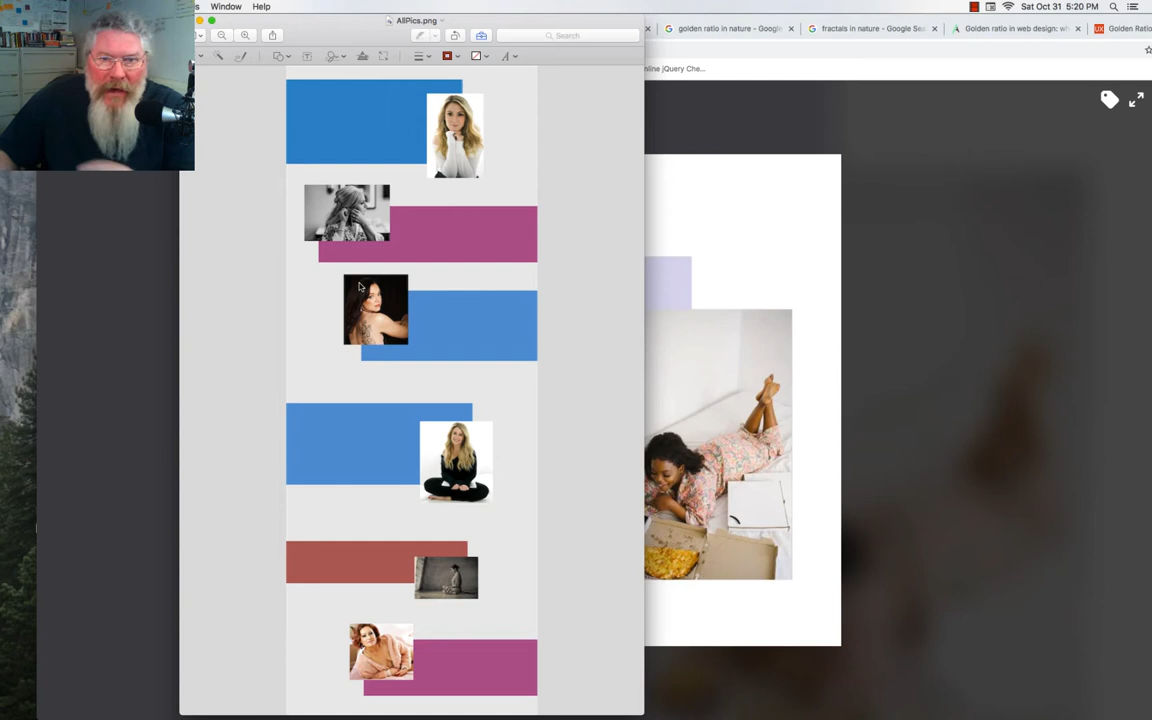 s Window Help
Sat Oct 31 5:20 PM
AllPics.png
Search
golden ratio in nature - Google
fractals in nature - Google Sea
Golden ratio in web design: wh
Golden Ratio
nline jQuery Che...